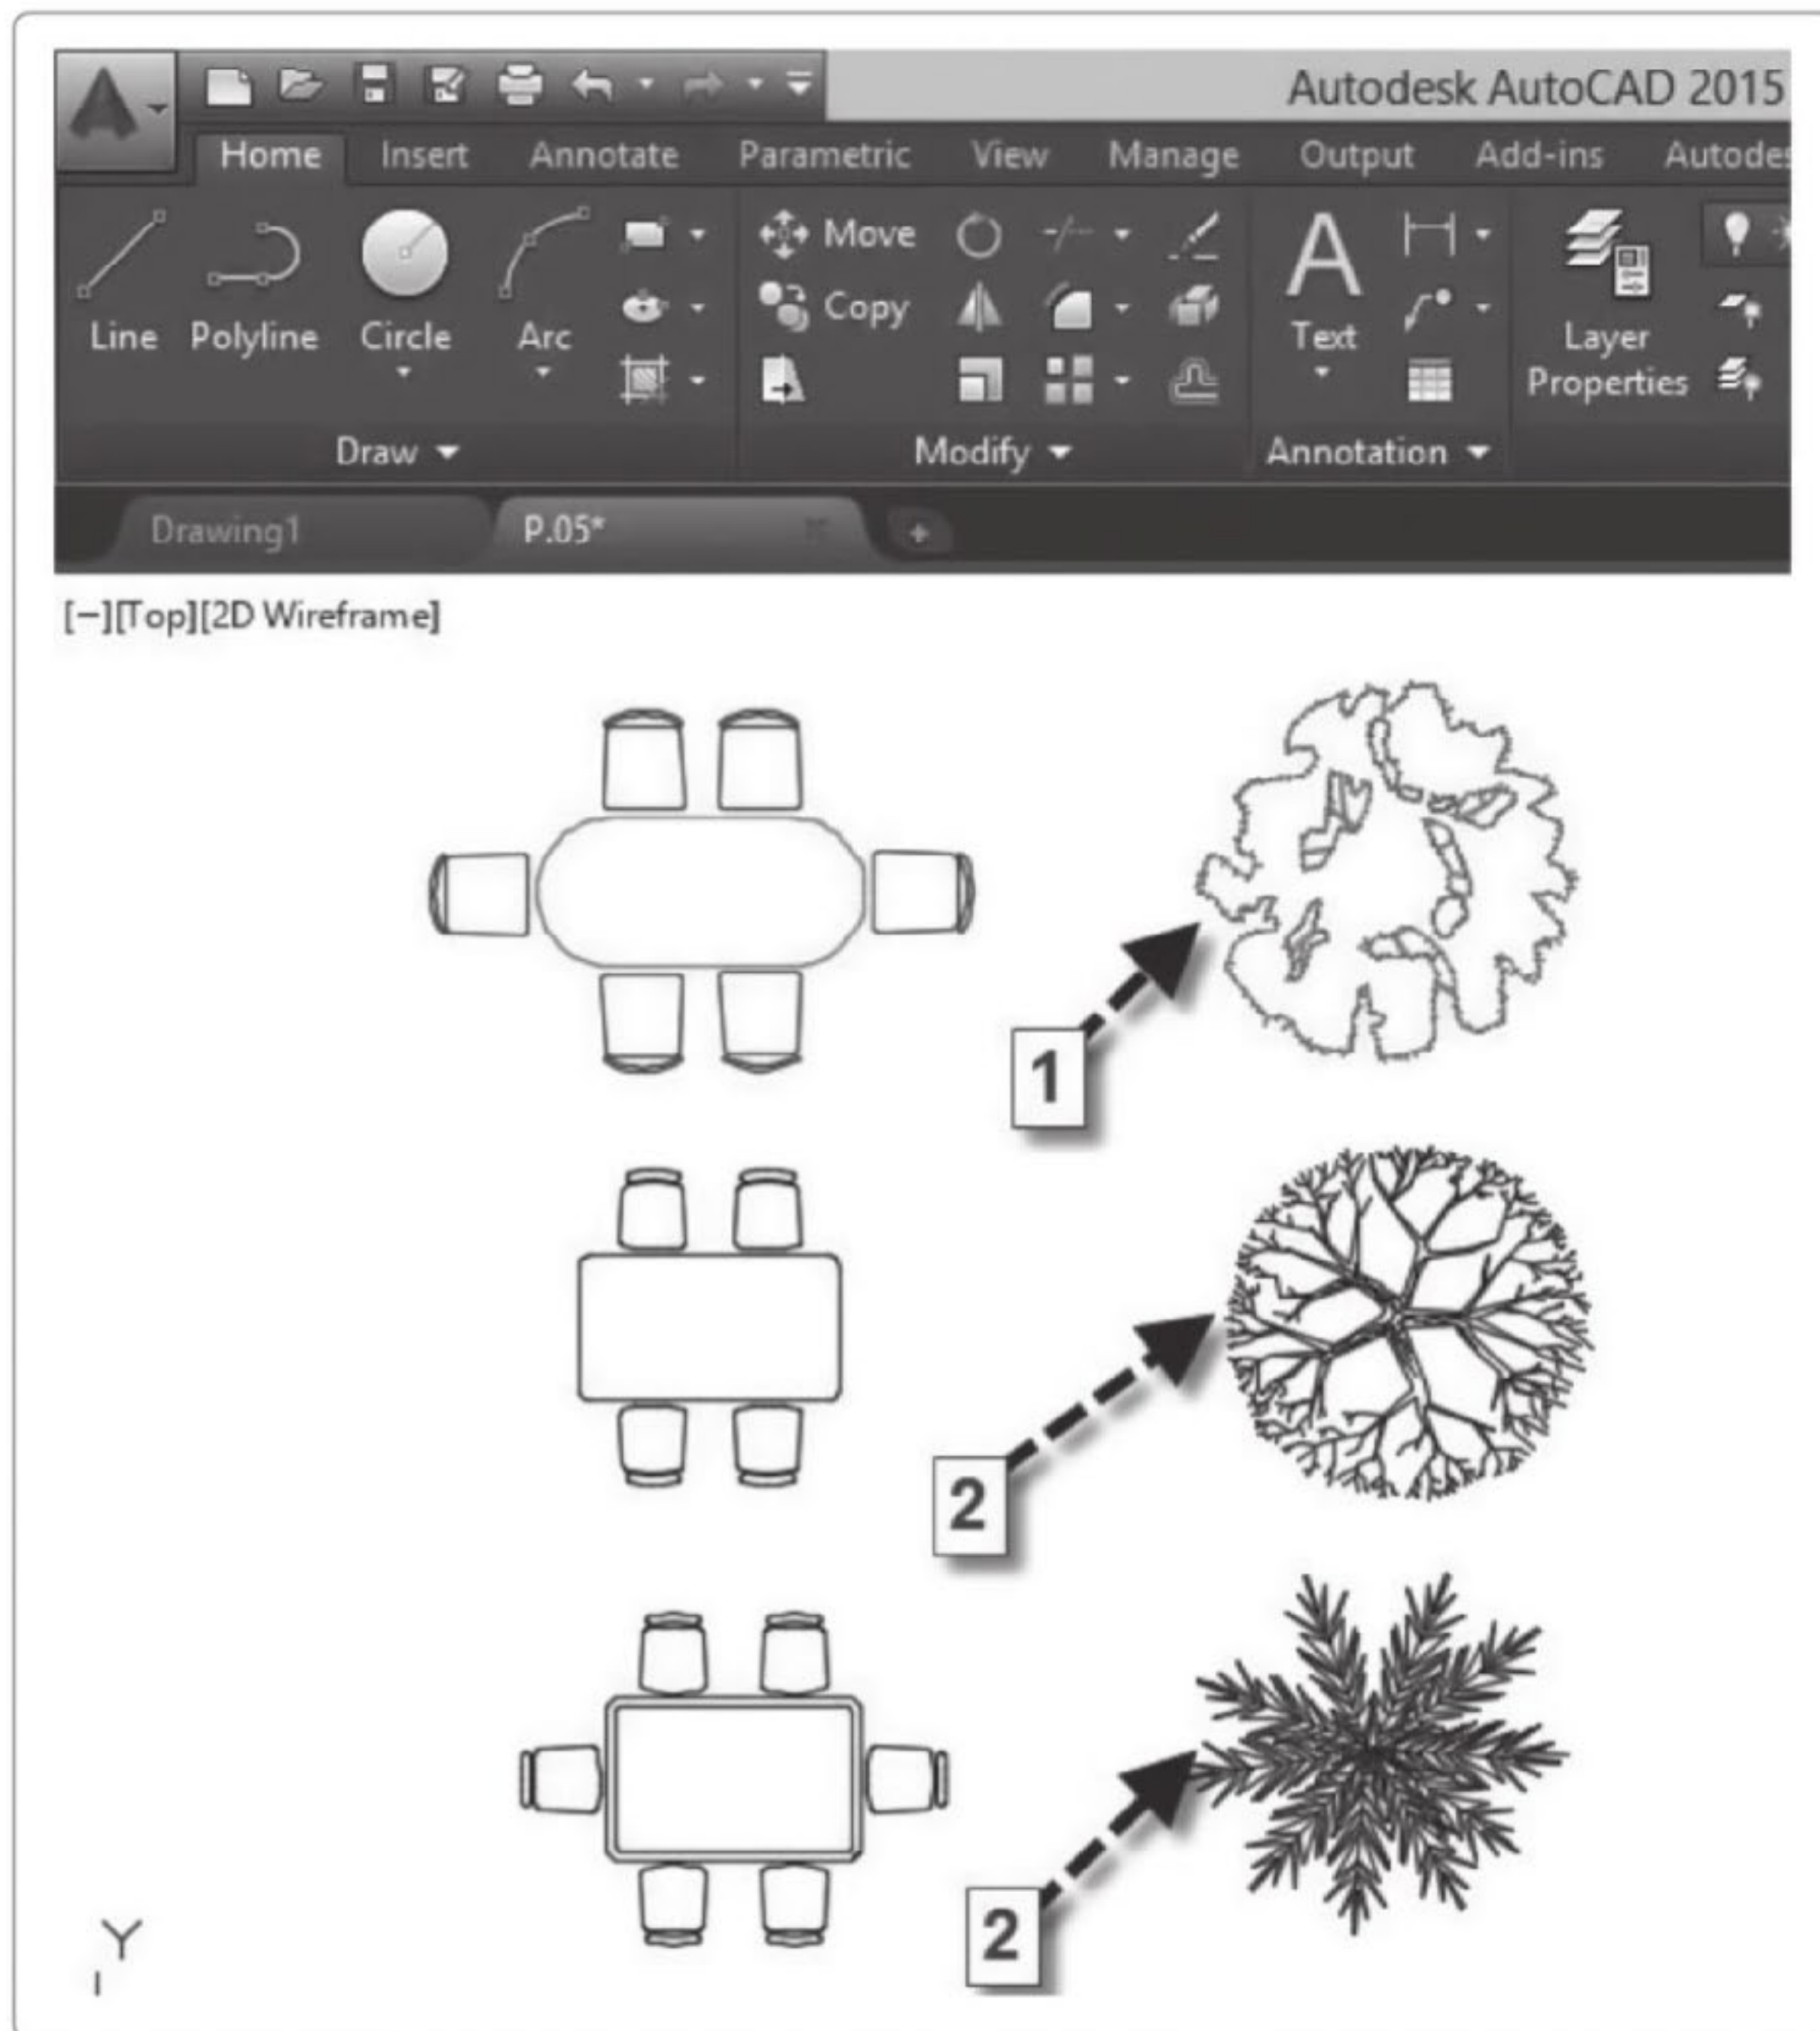 Autodesk AutoCAD 2015
Home Insert Annotate Parametric View Manage Output Add-ins
Move
Copy
Line Polyline Circle Arc Text Layer
Properties
Draw Modify Annotation
Drawing1 P.05*
[−][Top][2D Wireframe]
1
2
2
Y